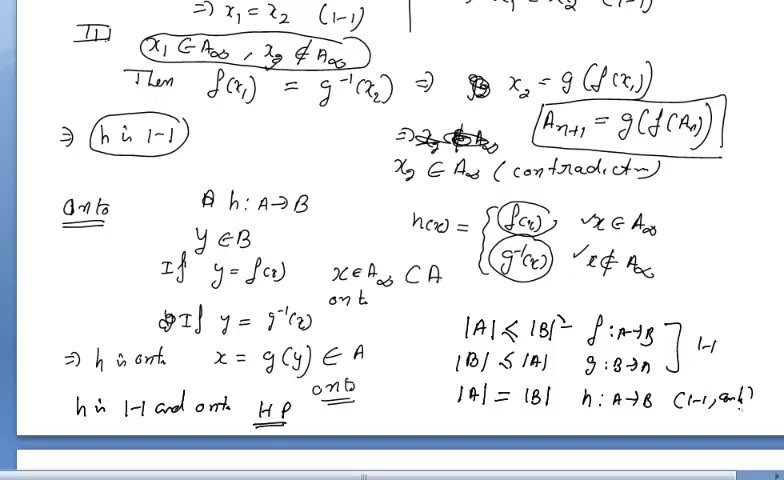 => x₁ = x₂ (1-1)
III x₁ ∈ A∞, x₂ ∉ A∞
Then f(x₁) = g⁻¹(x₂) => x₂ = g(f(x₁))
Aₙ₊₁ = g(f(Aₙ))
=> h is 1-1
x₂ ∈ A∞ (contradictn)
Onto h: A→B
y ∈ B
h(x) = { f(x), ✓ x ∈ A∞
g⁻¹(x) ✓ x ∉ A∞
If y = f(x) x ∈ A∞ ⊂ A
onto
If y = g⁻¹(x)
=> h is onto x = g(y) ∈ A
onto
h is 1-1 and onto HP
|A| ≤ |B| f: A→B
|B| ≤ |A| g: B→A
1-1
|A| = |B| h: A→B (1-1, onto)